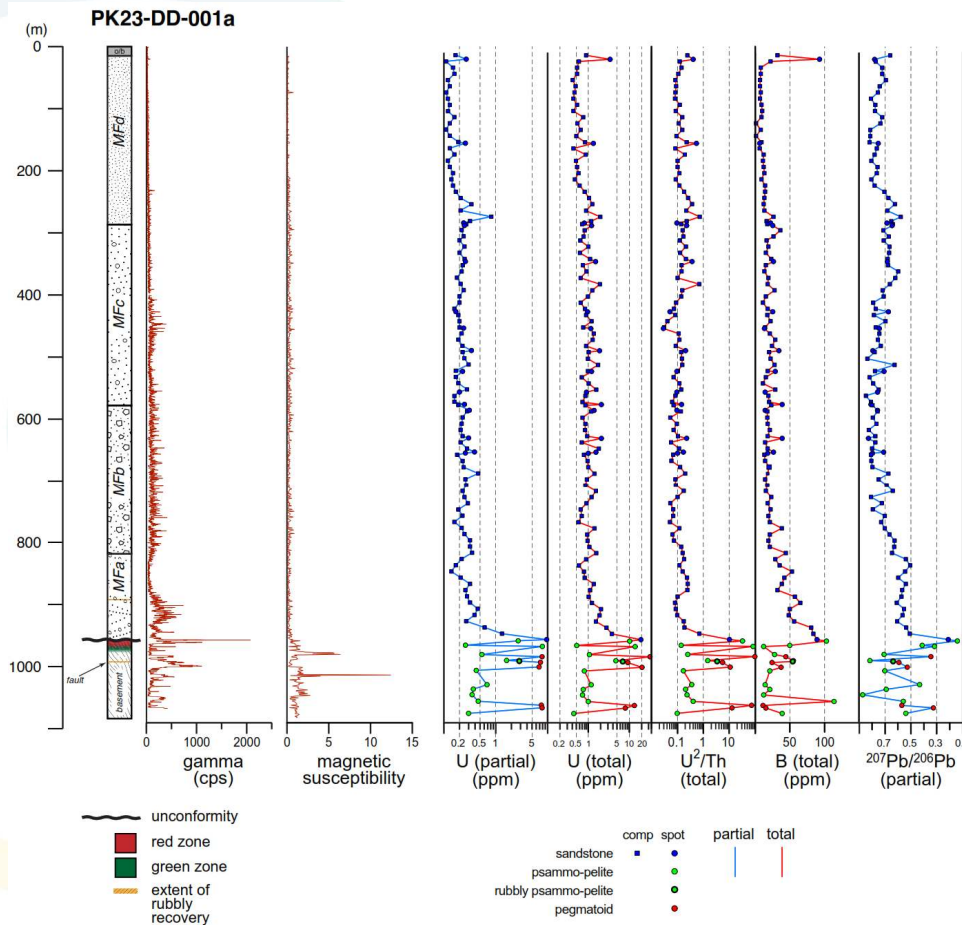 PK23-DD-001a
(m)
0
200
400
600
800
1000
o/b
MFd
MFc
MFb
MFa
basement
fault
0 1000 2000
gamma
(cps)
0 5 10 15
magnetic
susceptibility
0.2 0.5 1 5
U (partial)
(ppm)
0.2 0.5 1 5 10 20
U (total)
(ppm)
0.1 1 10
U²/Th
(total)
50 100
B (total)
ppm
0.7 0.5 0.3
²⁰⁷Pb/²⁰⁶Pb
(partial)
unconformity
red zone
green zone
extent of
rubbly
recovery
comp spot partial total
sandstone
psammo-pelite
rubbly psammo-pelite
pegmatoid